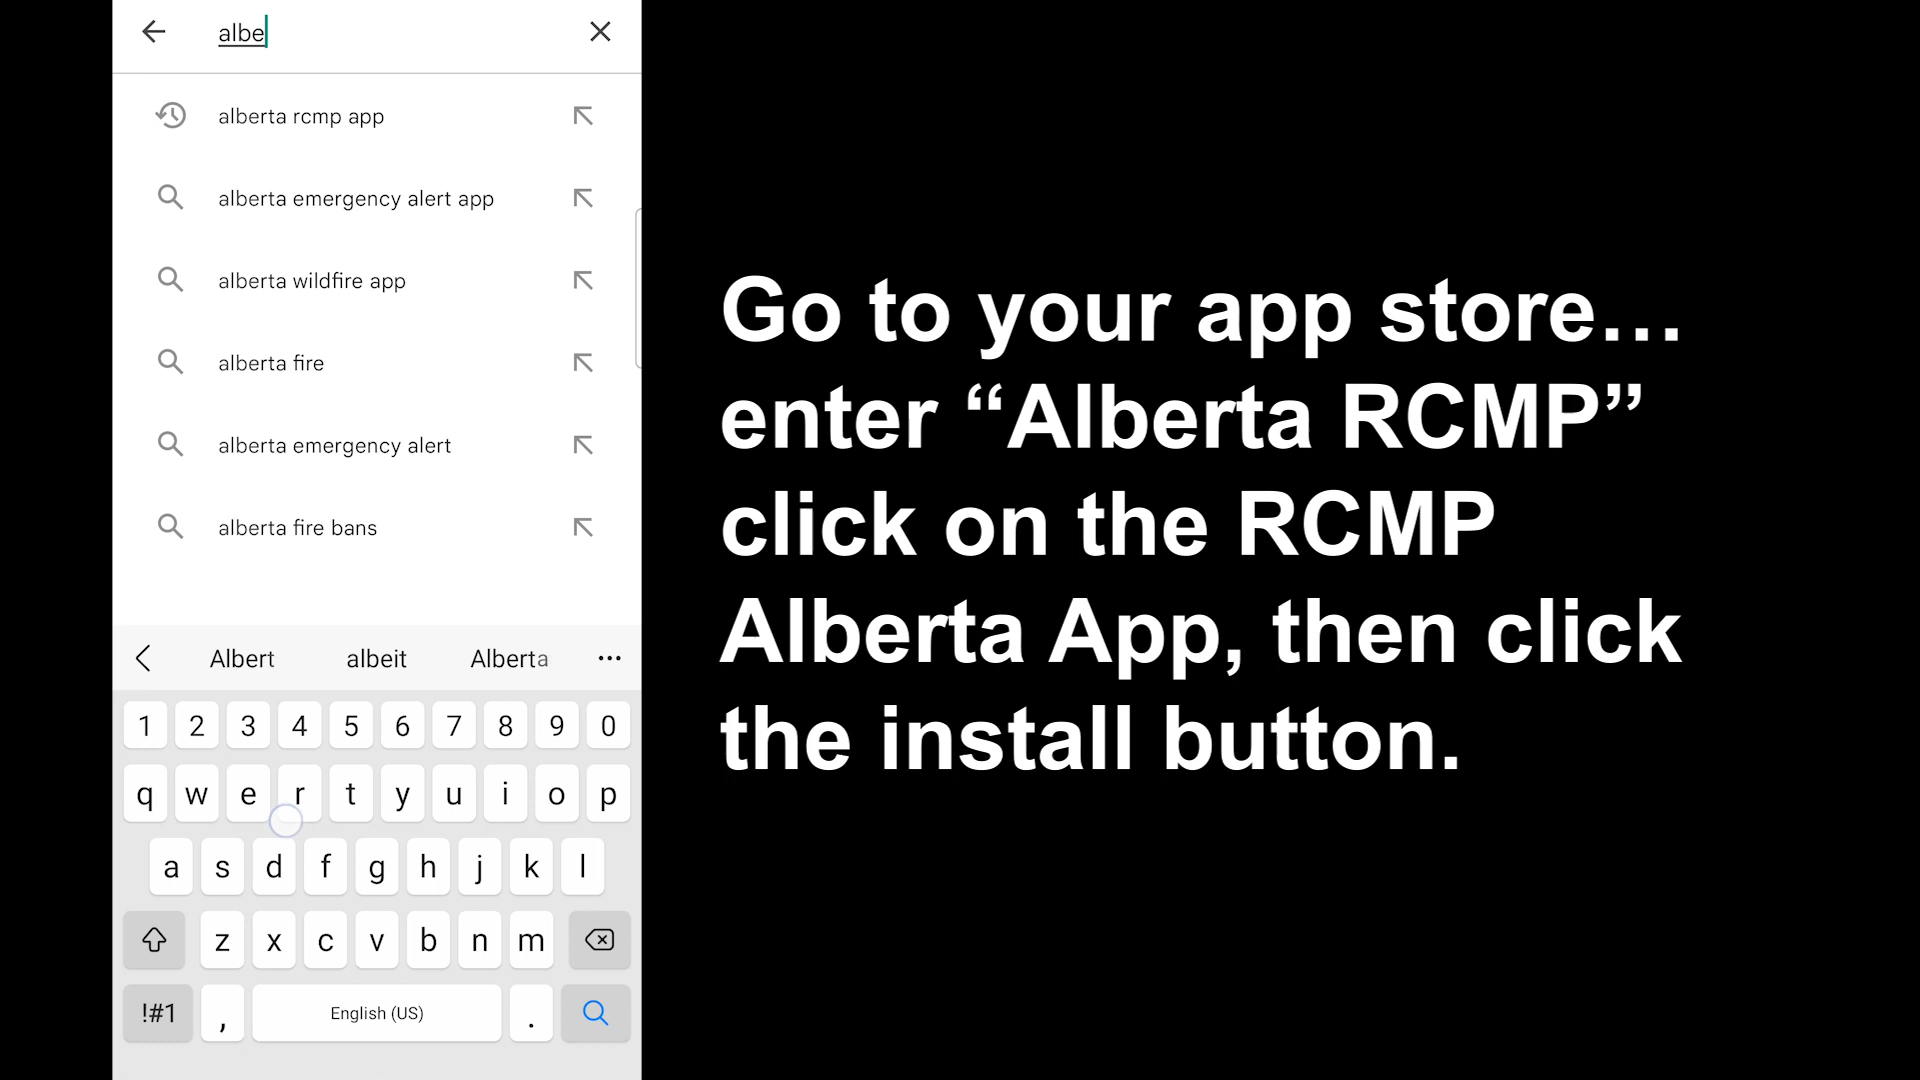 albe
alberta rcmp app
alberta emergency alert app
alberta wildfire app
alberta fire
alberta emergency alert
alberta fire bans
Albert albeit Alberta
1 2 3 4 5 6 7 8 9 0
q w e r t y u i o p
a s d f g h j k l
z x c v b n m
!#1 , English (US) .
Go to your app store…
enter “Alberta RCMP”
click on the RCMP
Alberta App, then click
the install button.